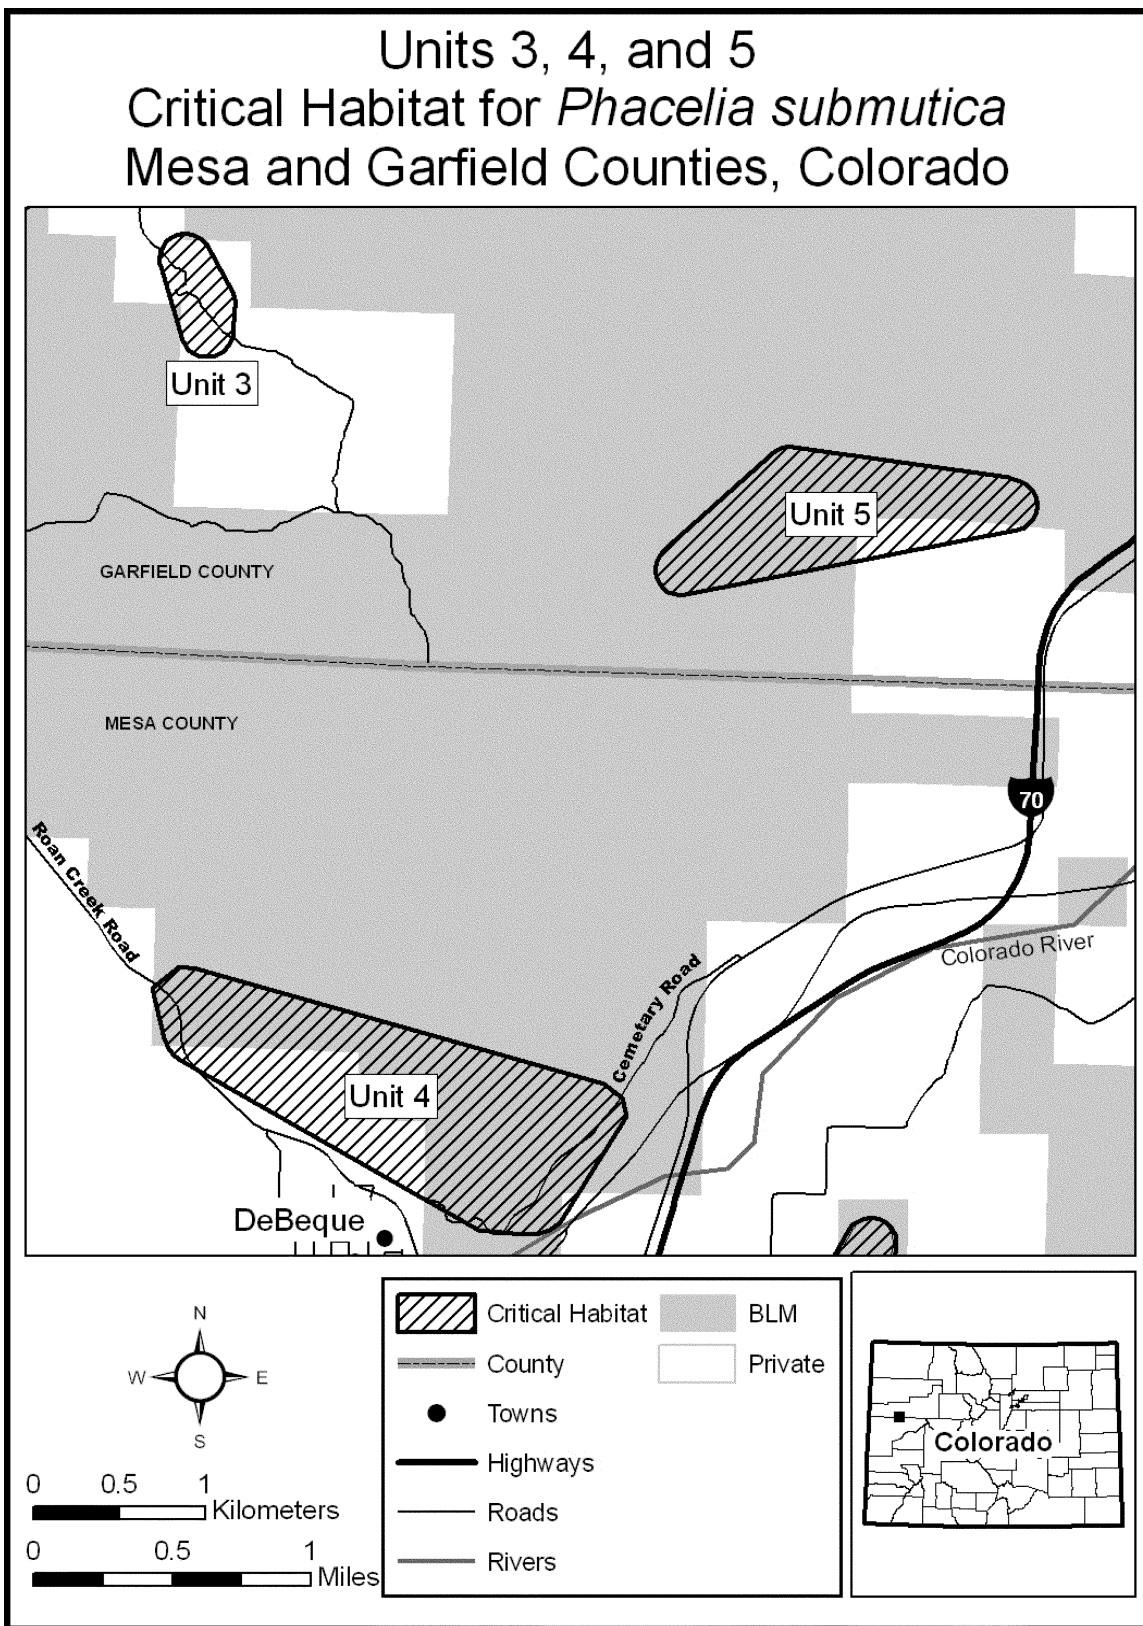 Units 3, 4, and 5
Critical Habitat for Phacelia submutica
Mesa and Garfield Counties, Colorado
Unit 3
Unit 5
GARFIELD COUNTY
MESA COUNTY
70
Roan Creek Road
Colorado River
Cemetary Road
Unit 4
DeBeque
N
W E
S
0 0.5 1
Kilometers
0 0.5 1
Miles
Critical Habitat
County
Towns
Highways
Roads
Rivers
BLM
Private
Colorado